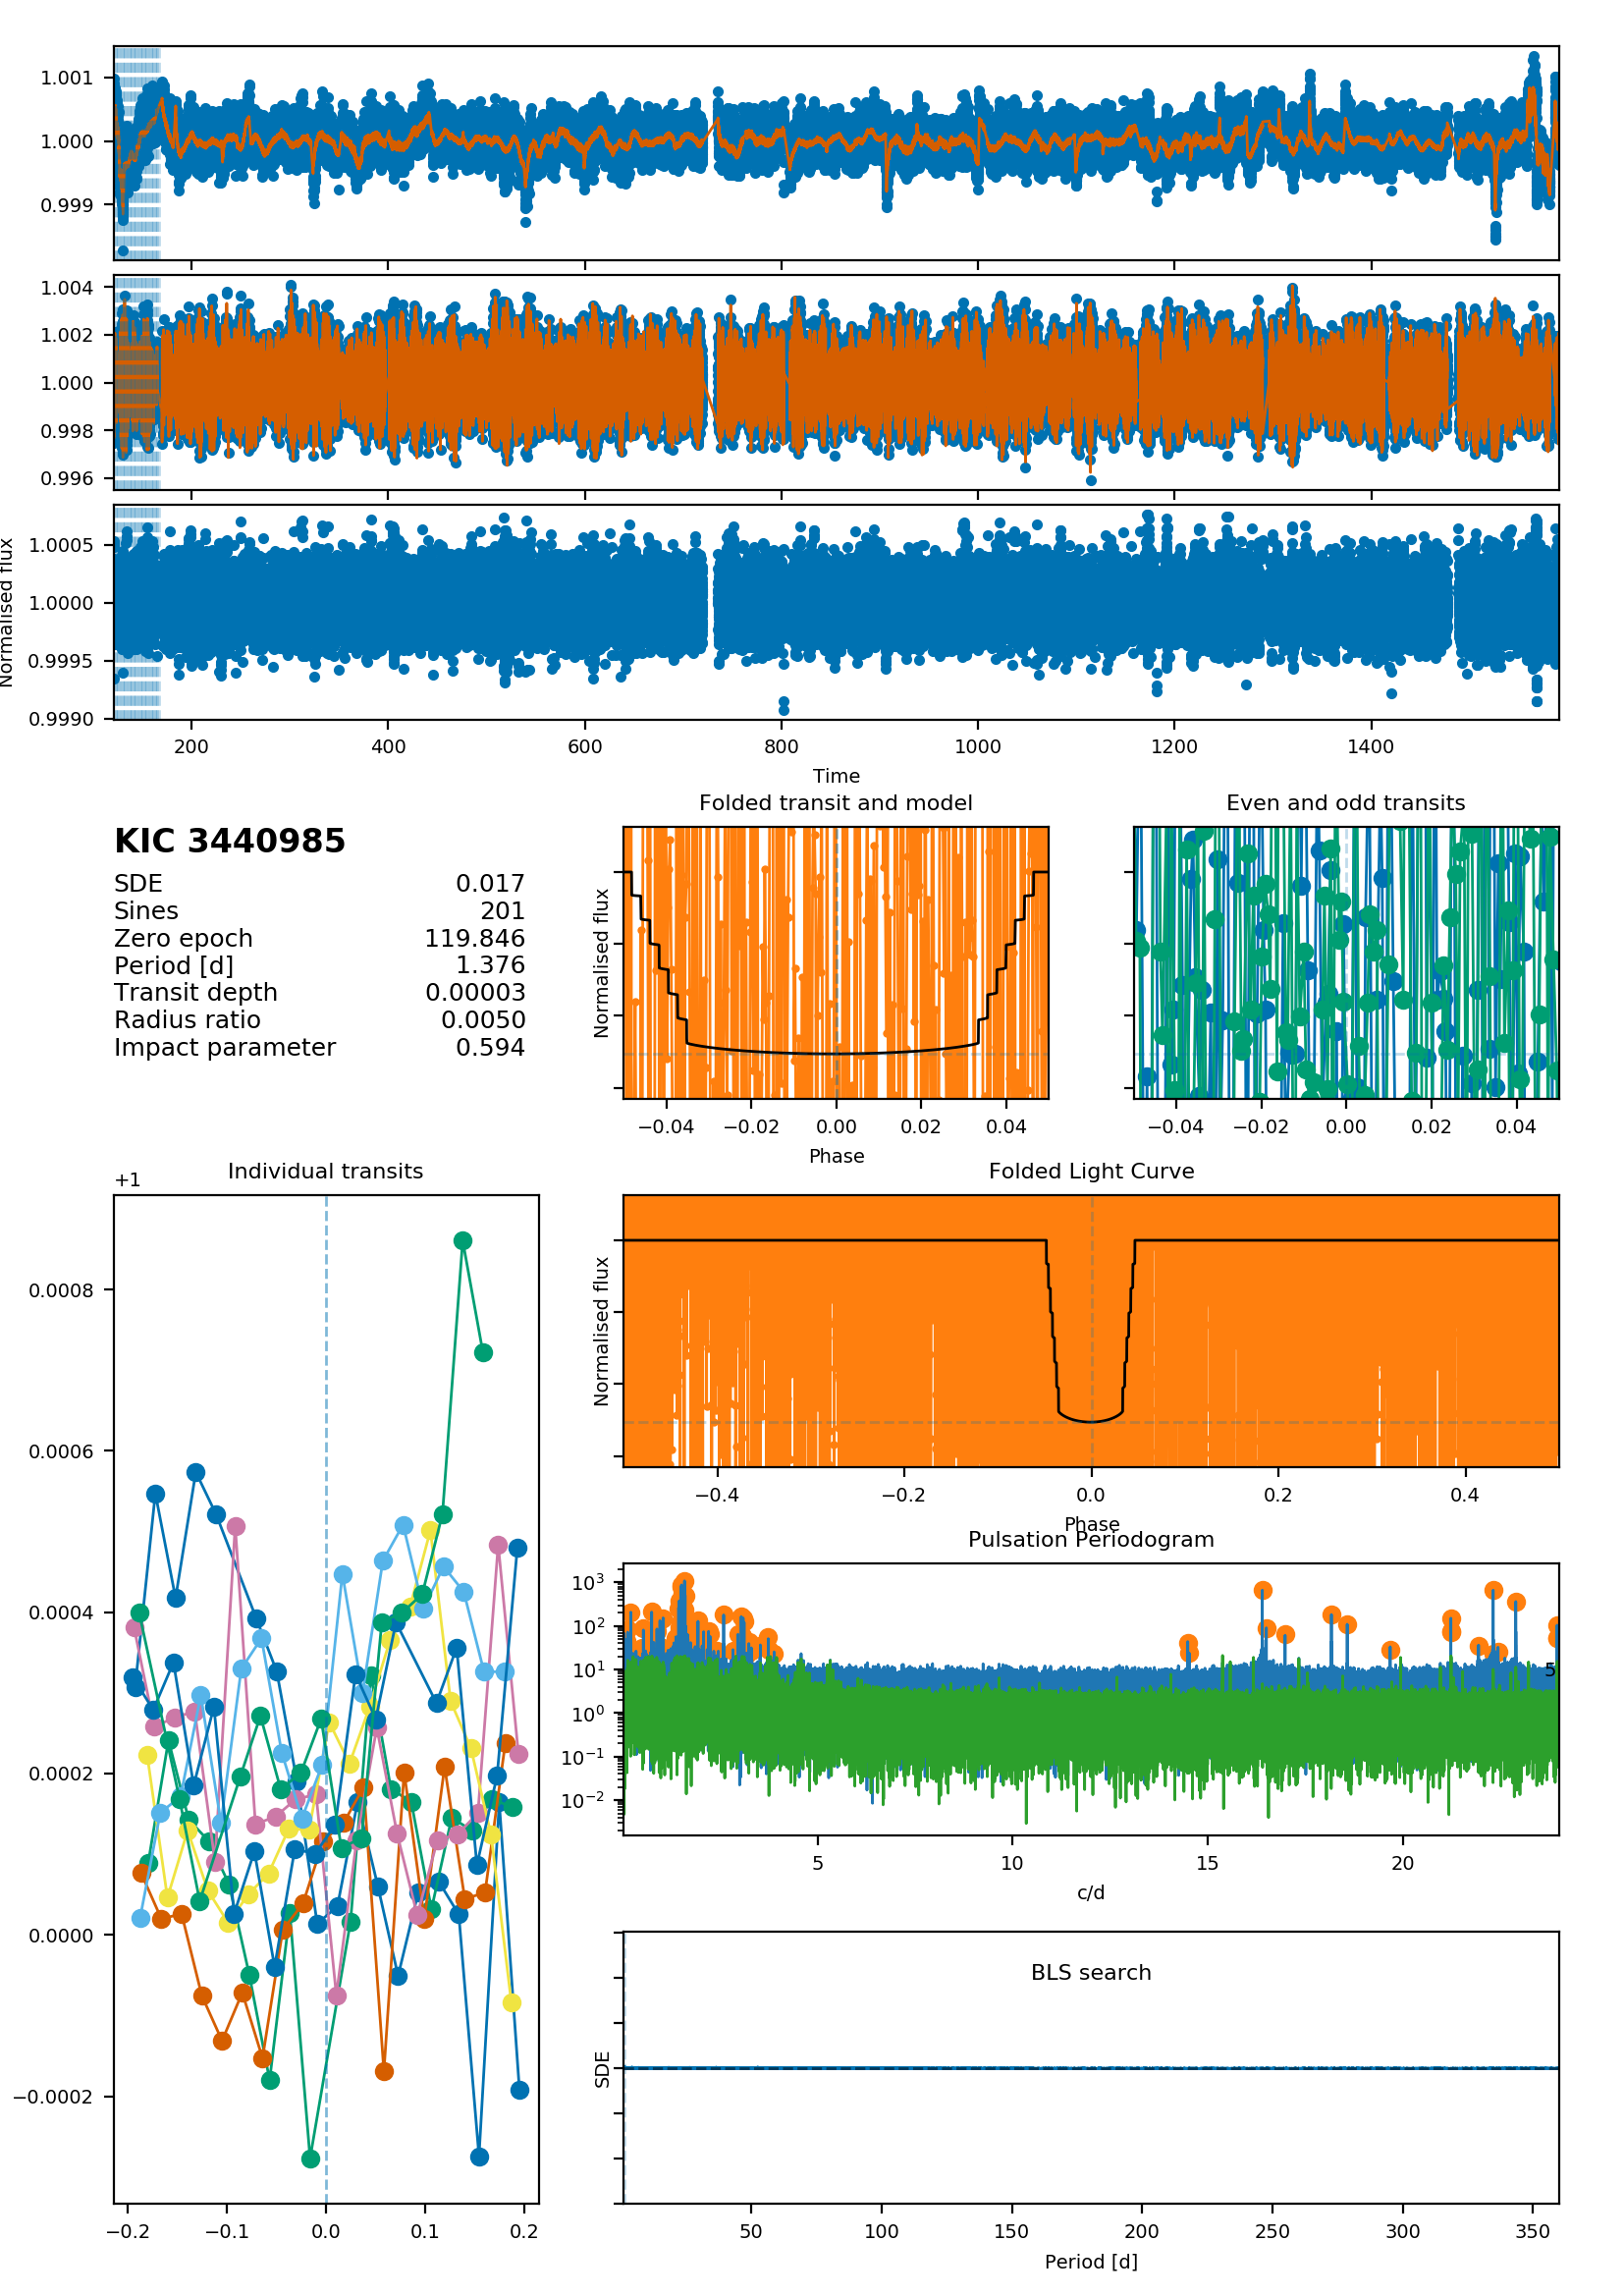 1.001
1.000
0.999
1.004
1.002
1.000
0.998
0.996
1.0005
1.0000
0.9995
0.9990
Normalised flux
200 400 600 800 1000 1200 1400
Time
KIC 3440985
SDE 0.017
Sines 201
Zero epoch 119.846
Period [d] 1.376
Transit depth 0.00003
Radius ratio 0.0050
Impact parameter 0.594
Folded transit and model
Normalised flux
−0.04 −0.02 0.00 0.02 0.04
Phase
Even and odd transits
−0.04 −0.02 0.00 0.02 0.04
Individual transits
+1
0.0008
0.0006
0.0004
0.0002
0.0000
−0.0002
−0.2 −0.1 0.0 0.1 0.2
Folded Light Curve
Normalised flux
−0.4 −0.2 0.0 0.2 0.4
Phase
Pulsation Periodogram
10³
10²
10¹
10⁰
10⁻¹
10⁻²
5
5 10 15 20
c/d
BLS search
SDE
50 100 150 200 250 300 350
Period [d]